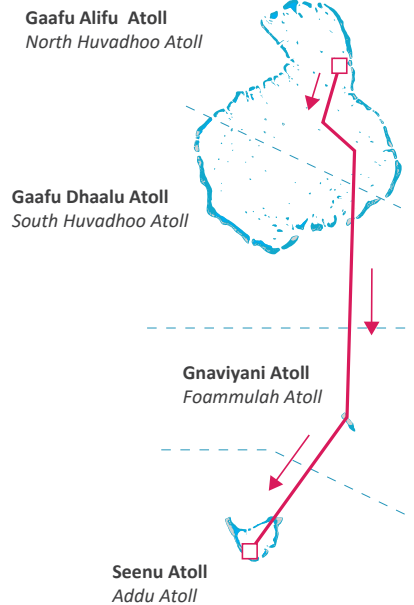 Gaafu Alifu Atoll
North Huvadhoo Atoll
Gaafu Dhaalu Atoll
South Huvadhoo Atoll
Gnaviyani Atoll
Foammulah Atoll
Seenu Atoll
Addu Atoll